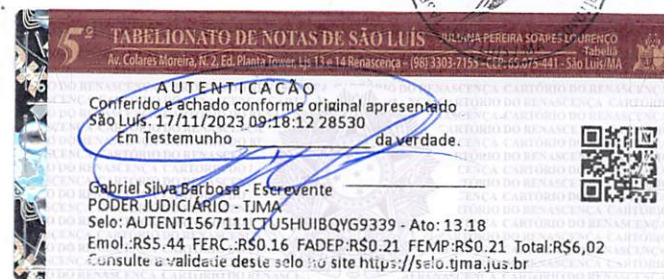 5º TABELIONATO DE NOTAS DE SÃO LUÍS JULIANA PEREIRA SOARES LOURENÇO
Tabeliã
Av. Colares Moreira, N. 2, Ed. Planta Tower, Ljs 13 e 14 Renascença - (98) 3303-7155 - CEP: 65.075-441 - São Luís/MA
AUTENTICACÃO
Conferido e achado conforme original apresentado
São Luís. 17/11/2023 09:18:12 28530
Em Testemunho ________ da verdade.
Gabriel Silva Barbosa - Escrevente
PODER JUDICIÁRIO - TJMA
Selo: AUTENT1567111CTU5HUIBQYG9339 - Ato: 13.18
Emol.:R$5.44 FERC.:R$0.16 FADEP:R$0.21 FEMP:R$0.21 Total:R$6,02
Consulte a validade deste selo no site https://selo.tjma.jus.br